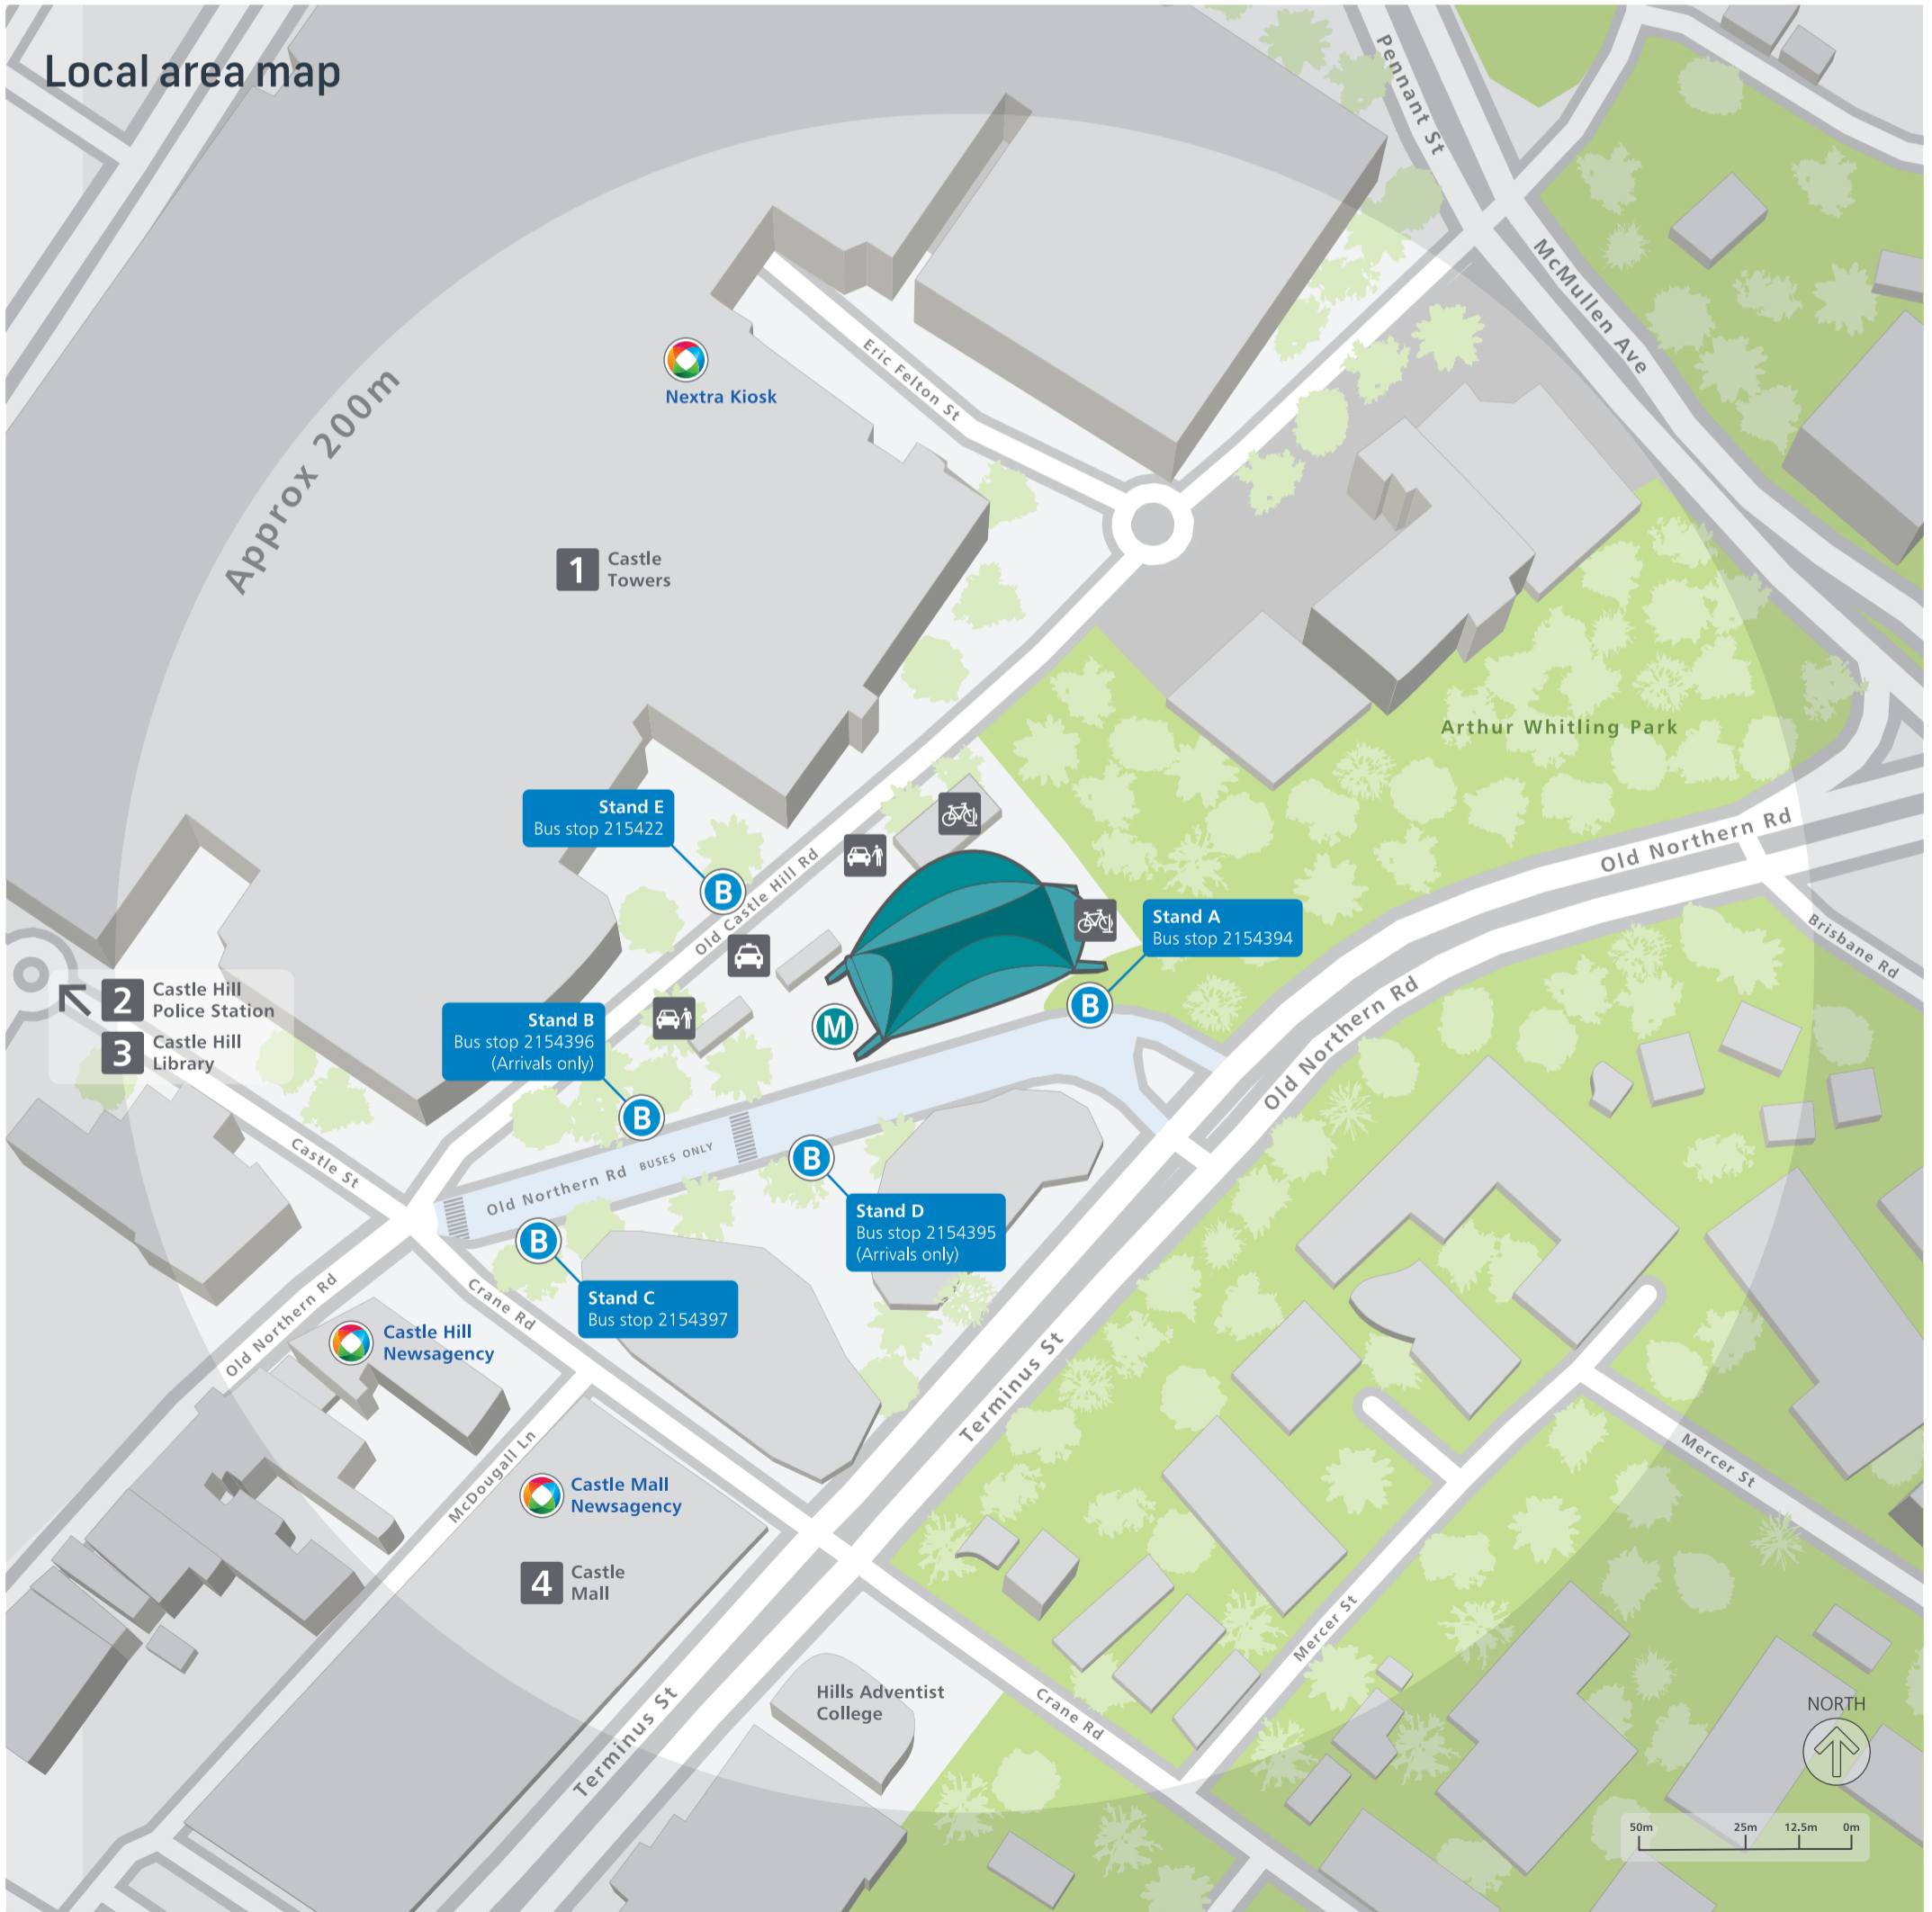 Local area map
Pennant St
McMullen Ave
Approx 200m
Eric Felton St
Nextra Kiosk
1
Castle
Towers
Arthur Whitling Park
Stand E
Bus stop 215422
B
Old Castle Hill Rd
Old Northern Rd
Stand A
Bus stop 2154394
B
Brisbane Rd
2
Castle Hill
Police Station
3
Castle Hill
Library
Stand B
Bus stop 2154396
(Arrivals only)
B
M
Old Northern Rd
Castle St
Old Northern Rd BUSES ONLY
B
Stand D
Bus stop 2154395
(Arrivals only)
B
Stand C
Bus stop 2154397
Old Northern Rd
Crane Rd
Castle Hill
Newsagency
Terminus St
McDougall Ln
Castle Mall
Newsagency
Mercer St
4
Castle
Mall
Mercer St
Hills Adventist
College
Terminus St
Crane Rd
NORTH
50m 25m 12.5m 0m